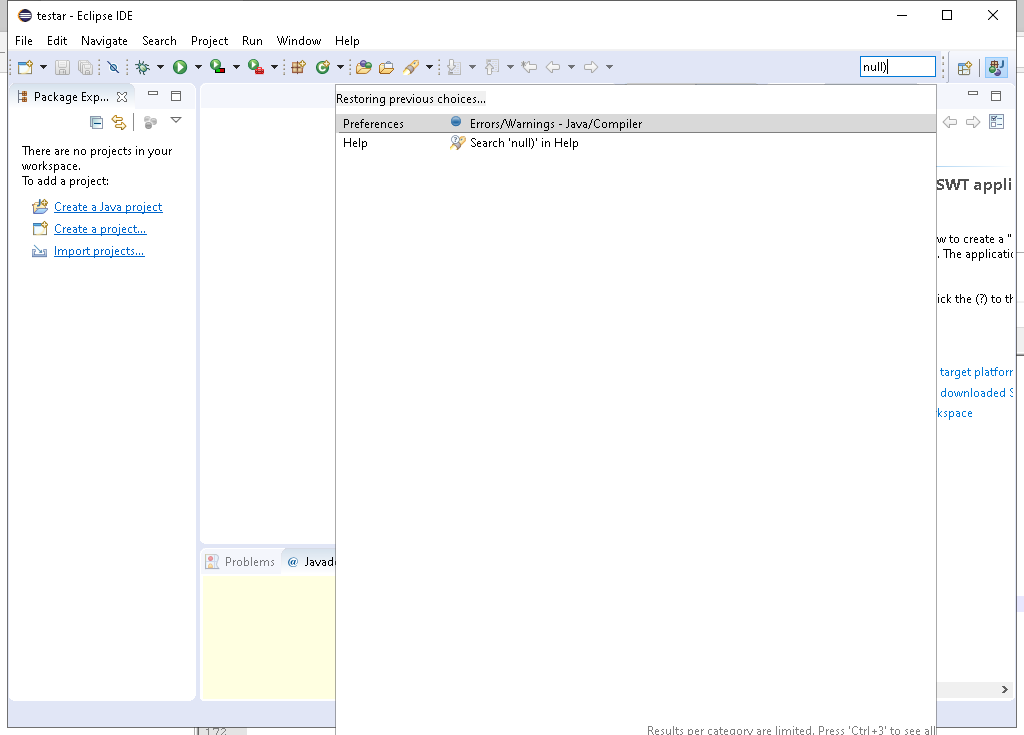 testar - Eclipse IDE
File Edit Navigate Search Project Run Window Help
null)
Package Exp...
Restoring previous choices...
Preferences Errors/Warnings - Java/Compiler
Help Search 'null)' in Help
There are no projects in your
workspace.
To add a project:
Create a Java project
Create a project...
Import projects...
SWT appli
w to create a "
. The applicatio
ick the (?) to th
target platfor
downloaded S
kspace
Problems @ Javad
172
Results per category are limited. Press 'Ctrl+3' to see all